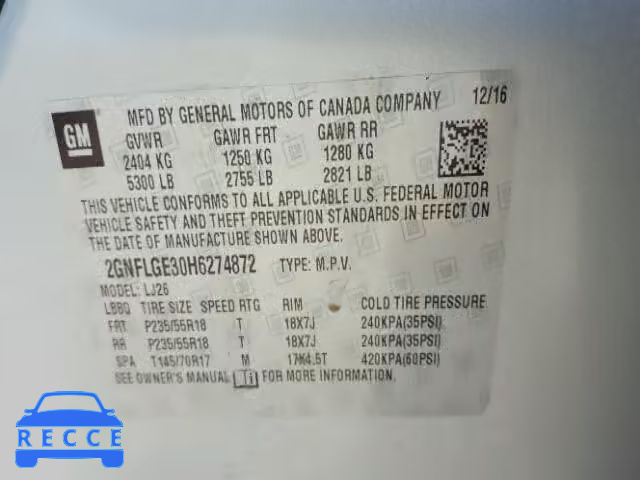 GM
MFD BY GENERAL MOTORS OF CANADA COMPANY 12/16
GVWR GAWR FRT GAWR RR
2404 KG 1250 KG 1280 KG
5300 LB 2755 LB 2821 LB
THIS VEHICLE CONFORMS TO ALL APPLICABLE U.S. FEDERAL MOTOR
VEHICLE SAFETY AND THEFT PREVENTION STANDARDS IN EFFECT ON
THE DATE OF MANUFACTURE SHOWN ABOVE.
2GNFLGE30H6274872 TYPE: M.P.V.
MODEL: LJ26
LBBQ TIRE SIZE SPEED RTG RIM COLD TIRE PRESSURE
FRT P235/55R18 T 18X7J 240KPA(35PSI)
RR P235/55R18 T 18X7J 240KPA(35PSI)
SPA T145/70R17 M 17X4.5T 420KPA(60PSI)
SEE OWNER'S MANUAL FOR MORE INFORMATION.
RECCE